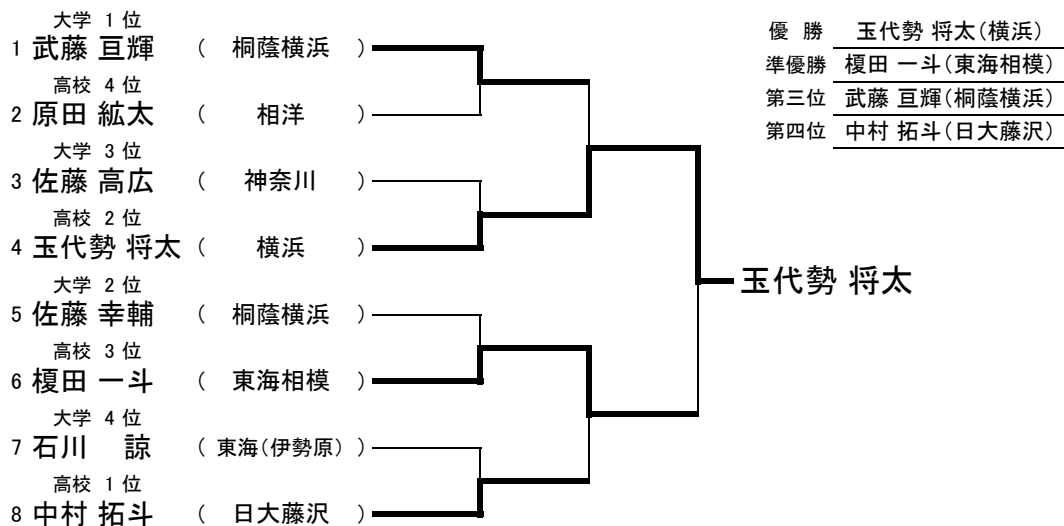 大学 1 位
1 武藤 亘輝 ( 桐蔭横浜 )
高校 4 位
2 原田 絋太 ( 相洋 )
大学 3 位
3 佐藤 高広 ( 神奈川 )
高校 2 位
4 玉代勢 将太 ( 横浜 )
大学 2 位
5 佐藤 幸輔 ( 桐蔭横浜 )
高校 3 位
6 榎田 一斗 ( 東海相模 )
大学 4 位
7 石川 諒 ( 東海(伊勢原) )
高校 1 位
8 中村 拓斗 ( 日大藤沢 )
玉代勢 将太
優 勝 玉代勢 将太(横浜)
準優勝 榎田 一斗(東海相模)
第三位 武藤 亘輝(桐蔭横浜)
第四位 中村 拓斗(日大藤沢)